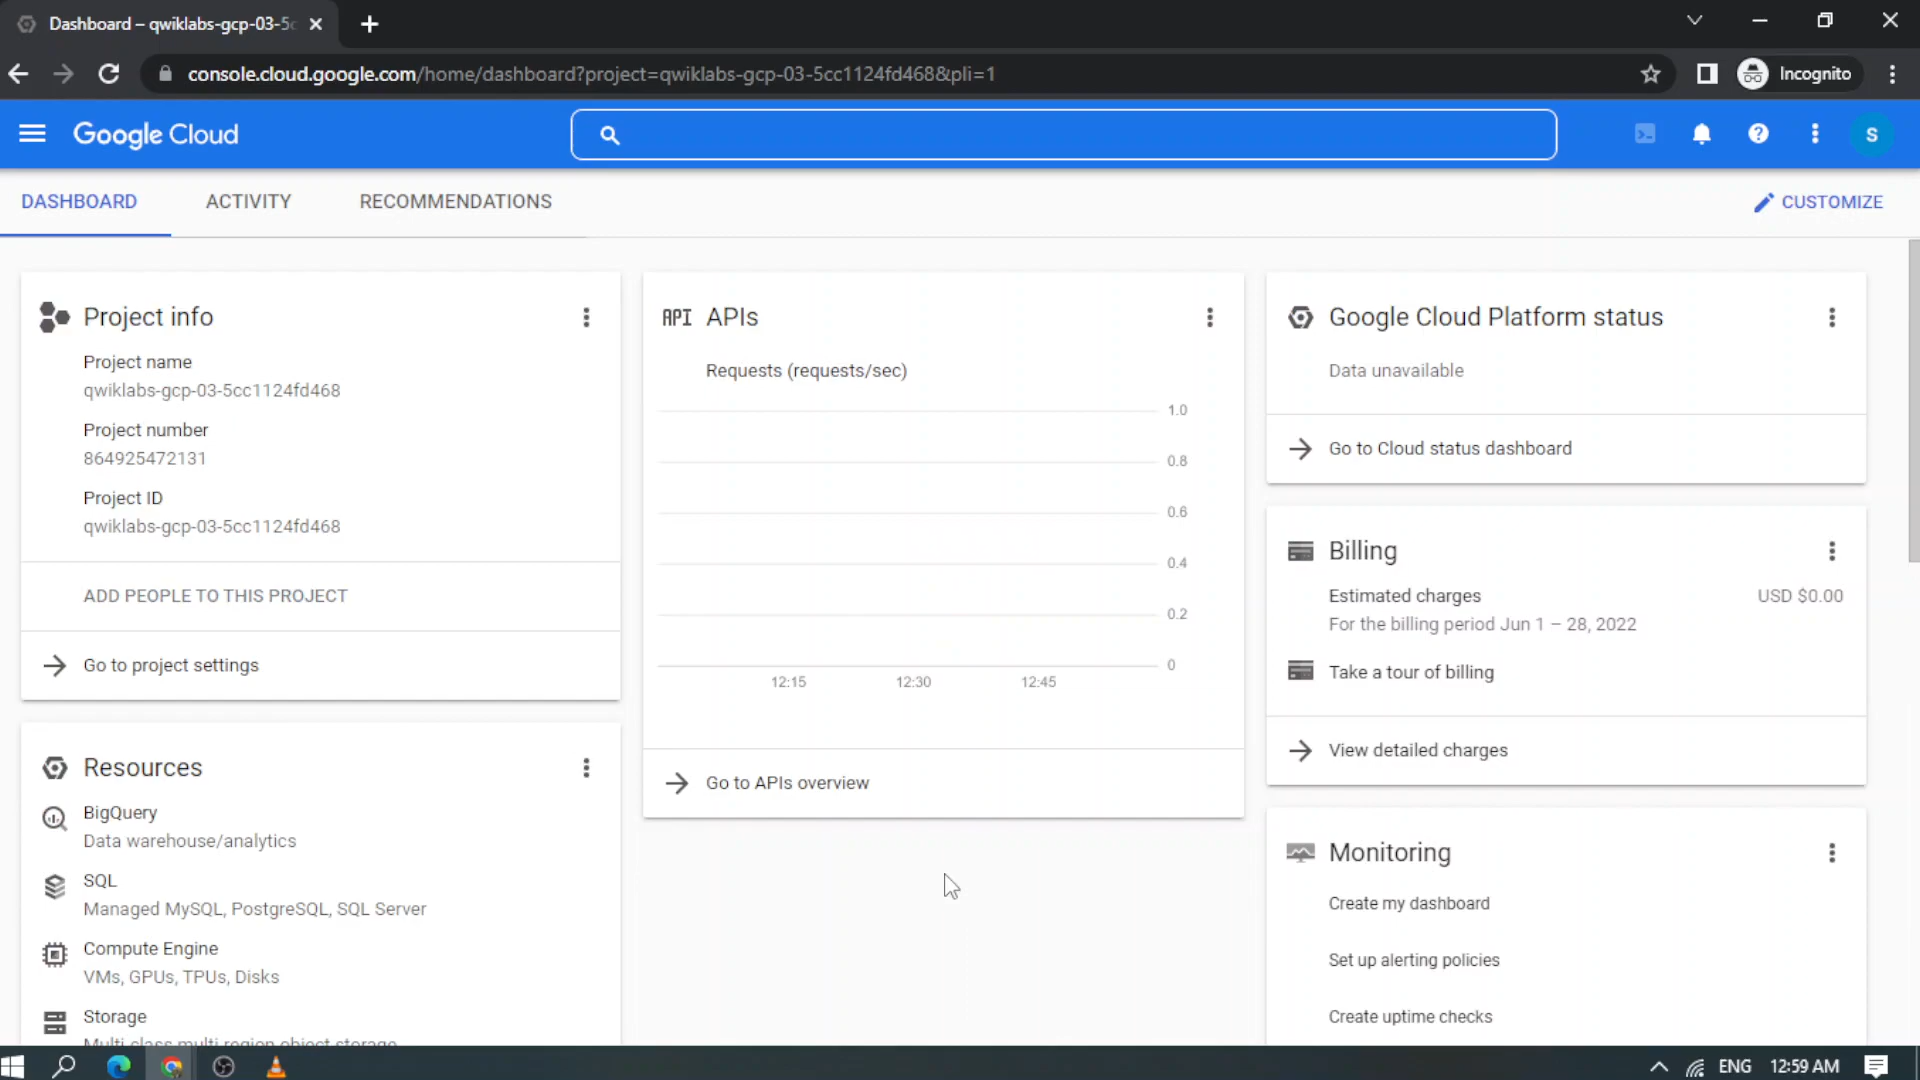 Dashboard – qwiklabs-gcp-03-5c
console.cloud.google.com/home/dashboard?project=qwiklabs-gcp-03-5cc1124fd468&pli=1
Incognito
Google Cloud
S
DASHBOARD
ACTIVITY
RECOMMENDATIONS
CUSTOMIZE
Project info
Project name
qwiklabs-gcp-03-5cc1124fd468
Project number
864925472131
Project ID
qwiklabs-gcp-03-5cc1124fd468
ADD PEOPLE TO THIS PROJECT
Go to project settings
Resources
BigQuery
Data warehouse/analytics
SQL
Managed MySQL, PostgreSQL, SQL Server
Compute Engine
VMs, GPUs, TPUs, Disks
Storage
Multi-class multi-region object storage
API APIs
Requests (requests/sec)
1.0
0.8
0.6
0.4
0.2
0
12:15 12:30 12:45
Go to APIs overview
Google Cloud Platform status
Data unavailable
Go to Cloud status dashboard
Billing
Estimated charges USD $0.00
For the billing period Jun 1 – 28, 2022
Take a tour of billing
View detailed charges
Monitoring
Create my dashboard
Set up alerting policies
Create uptime checks
ENG 12:59 AM